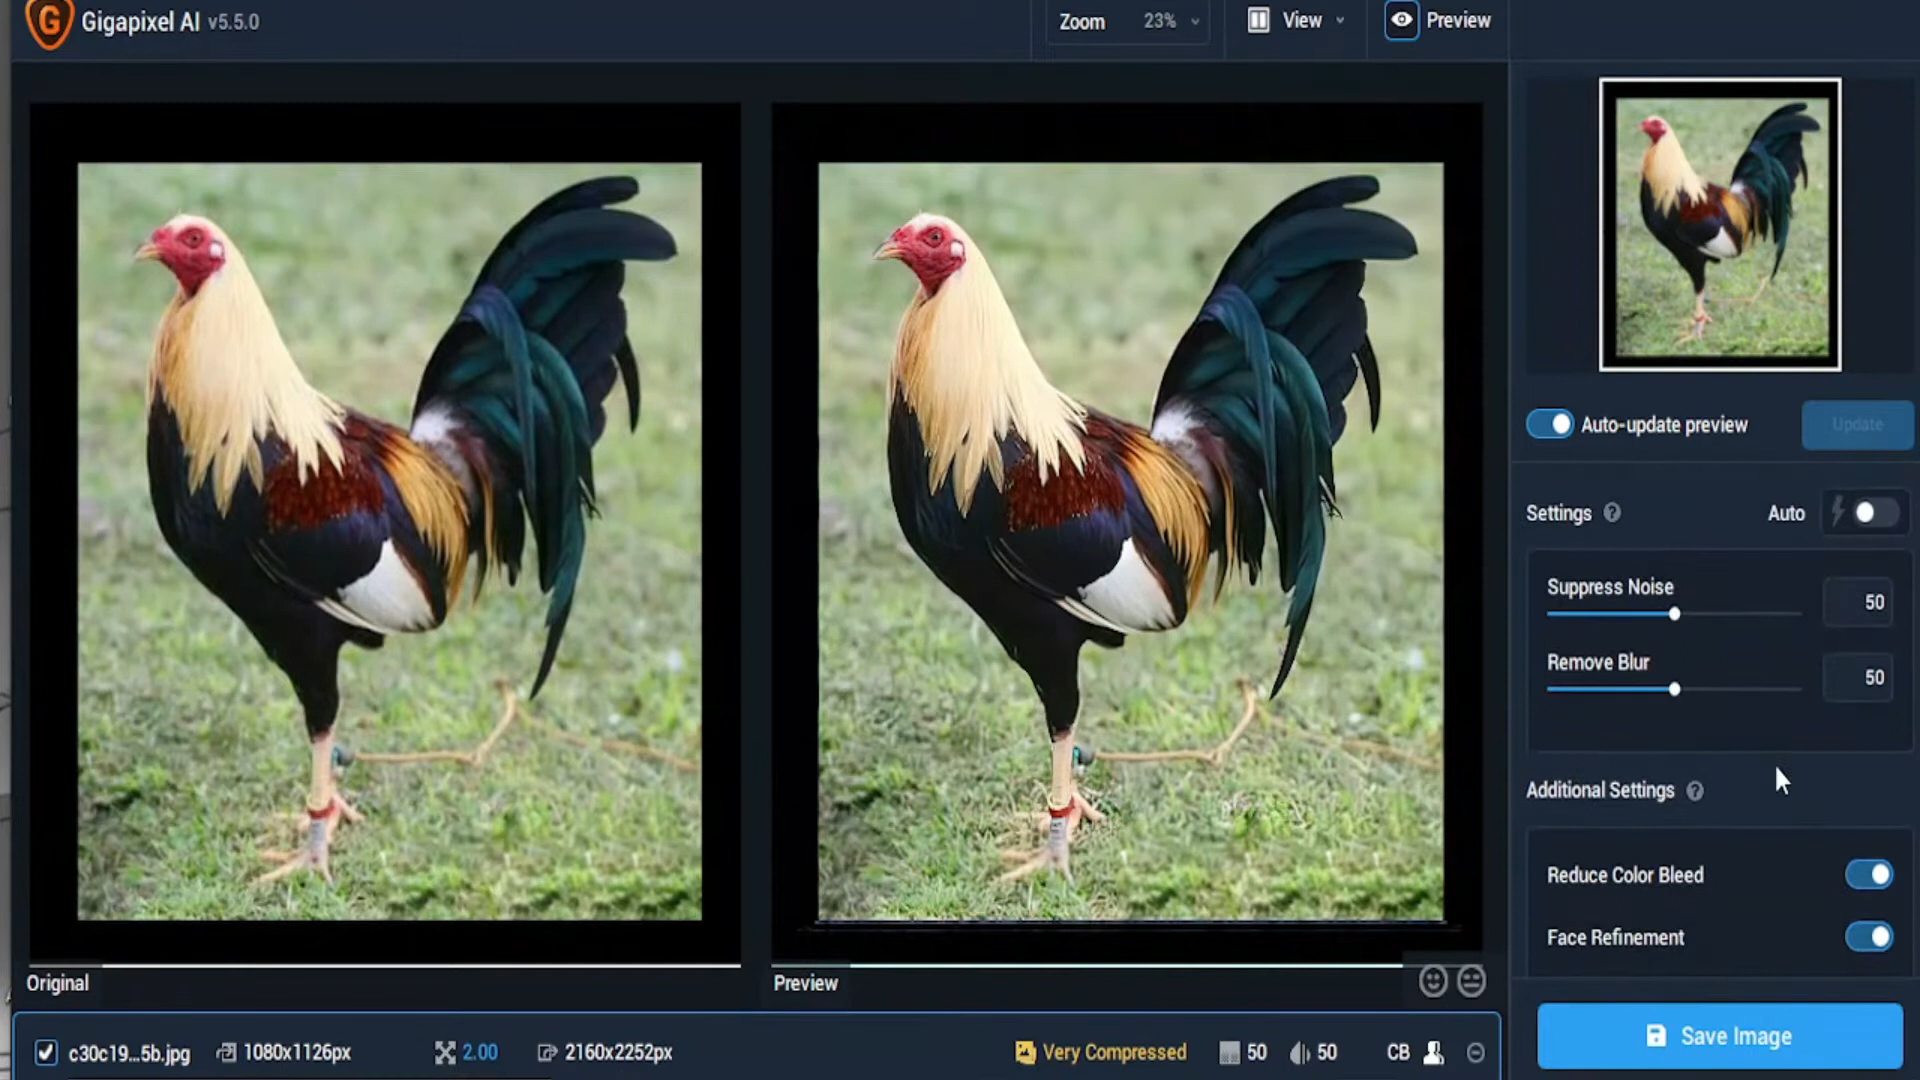 Gigapixel AI v5.5.0
Zoom 23%
View
Preview
Auto-update preview
Update
Settings
Auto
Suppress Noise
50
Remove Blur
50
Additional Settings
Reduce Color Bleed
Face Refinement
Original
Preview
c30c19...5b.jpg 1080x1126px 2.00 2160x2252px Very Compressed 50 50 CB
Save Image